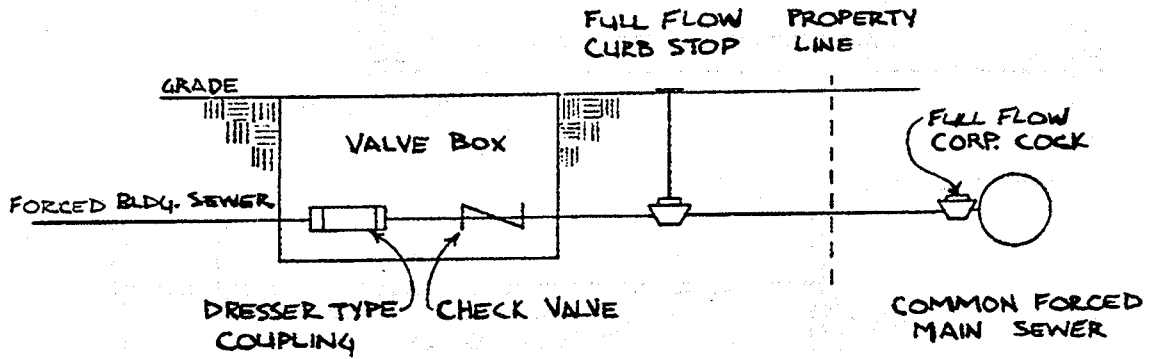 FULL FLOW
CURB STOP
PROPERTY
LINE
GRADE
VALVE BOX
FULL FLOW
CORP. COCK
FORCED BLDG. SEWER
DRESSER TYPE
COUPLING
CHECK VALVE
COMMON FORCED
MAIN SEWER